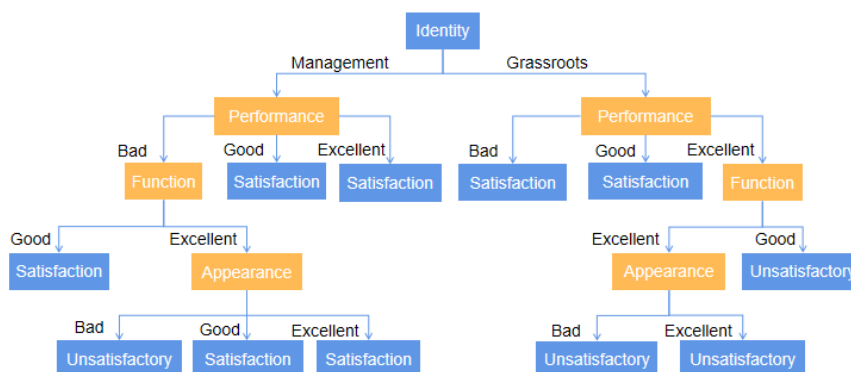 Identity
Management Grassroots
Performance Performance
Bad Good Excellent Bad Good Excellent
Function Satisfaction Satisfaction Satisfaction Satisfaction Function
Good Excellent Excellent Good
Satisfaction Appearance Appearance Unsatisfactory
Bad Good Excellent Bad Excellent
Unsatisfactory Satisfaction Satisfaction Unsatisfactory Unsatisfactory